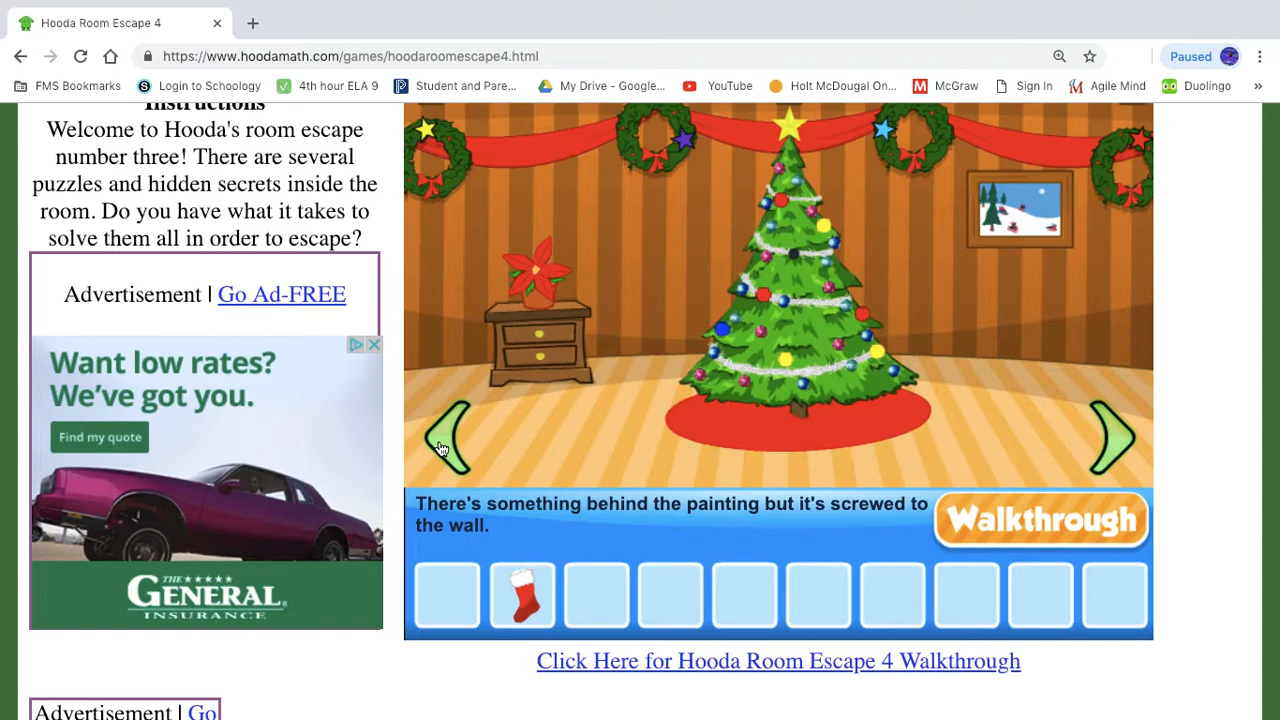 Hooda Room Escape 4
https://www.hoodamath.com/games/hoodaroomescape4.html
Paused
FMS Bookmarks
Login to Schoology
4th hour ELA 9
Student and Pare...
My Drive - Google...
YouTube
Holt McDougal On...
McGraw
Sign In
Agile Mind
Duolingo
»
Instructions
Welcome to Hooda's room escape
number three! There are several
puzzles and hidden secrets inside the
room. Do you have what it takes to
solve them all in order to escape?
Advertisement | Go Ad-FREE
Want low rates?
We've got you.
Find my quote
THE
GENERAL
INSURANCE
There's something behind the painting but it's screwed to
the wall.
Walkthrough
Click Here for Hooda Room Escape 4 Walkthrough
Advertisement | Go